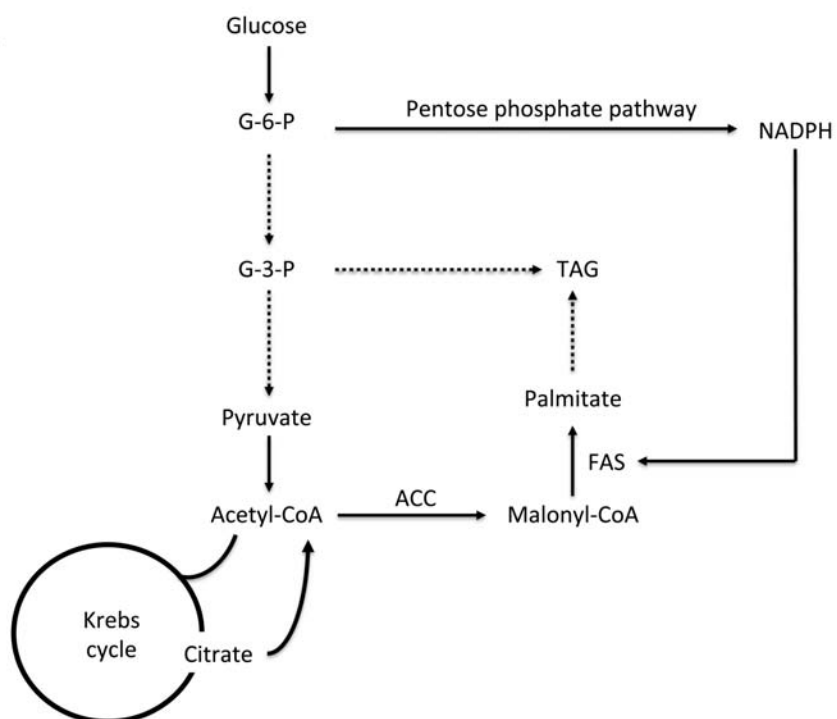 Glucose
Pentose phosphate pathway
G-6-P
NADPH
G-3-P
TAG
Palmitate
Pyruvate
FAS
ACC
Acetyl-CoA
Malonyl-CoA
Krebs
cycle
Citrate